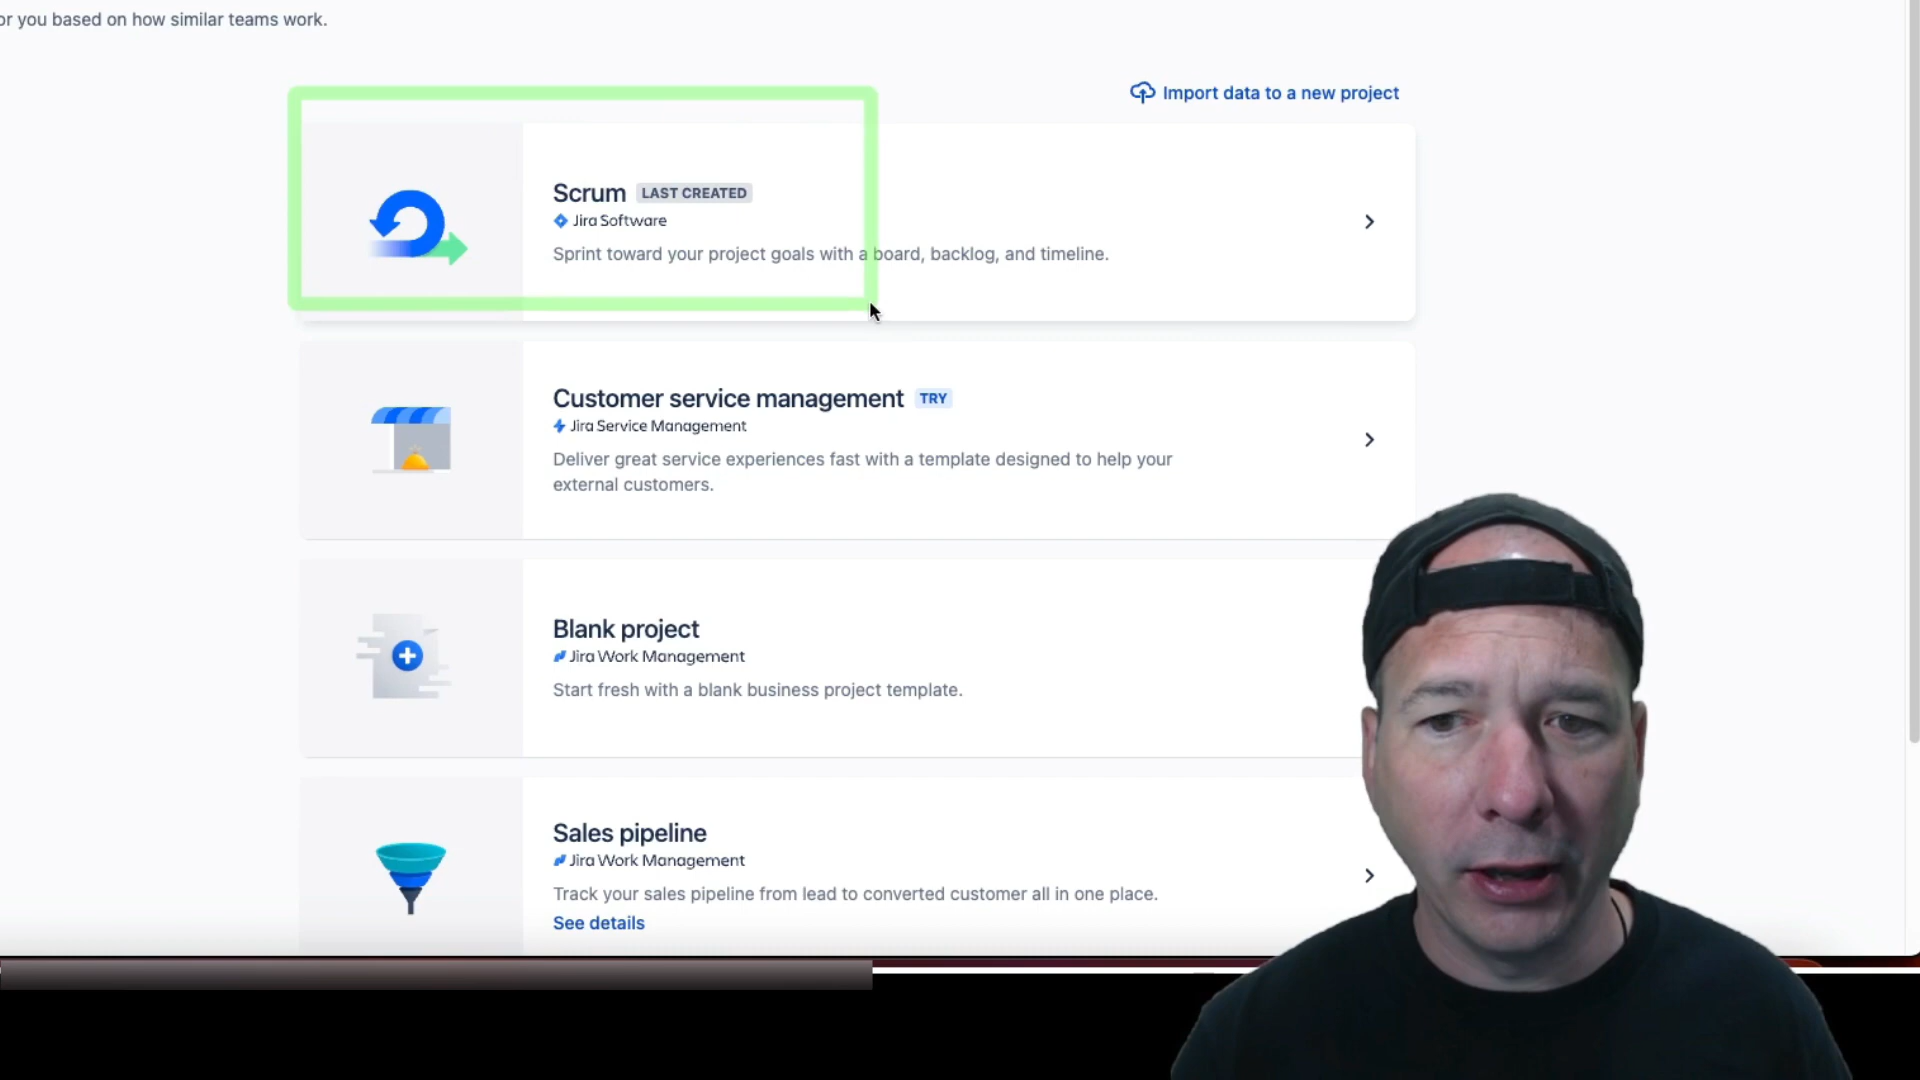 or you based on how similar teams work.
Import data to a new project
Scrum LAST CREATED
Jira Software
Sprint toward your project goals with a board, backlog, and timeline.
Customer service management TRY
Jira Service Management
Deliver great service experiences fast with a template designed to help your
external customers.
Blank project
Jira Work Management
Start fresh with a blank business project template.
Sales pipeline
Jira Work Management
Track your sales pipeline from lead to converted customer all in one place.
See details